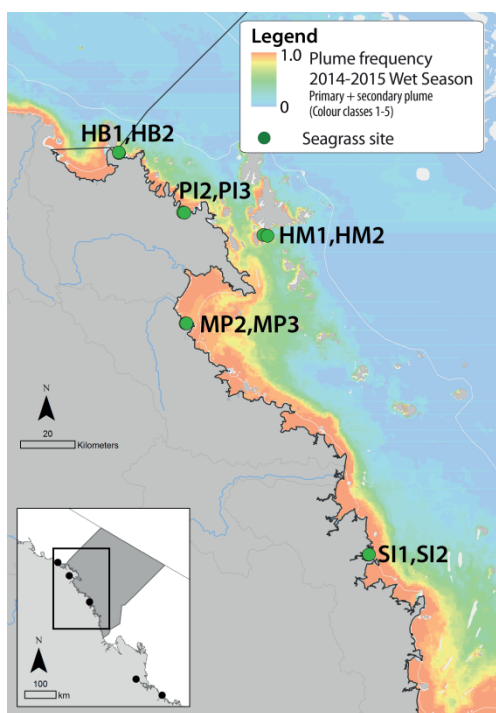 Legend
1.0
Plume frequency
2014-2015 Wet Season
Primary + secondary plume
0
(Colour classes 1-5)
Seagrass site
HB1,HB2
PI2,PI3
HM1,HM2
MP2,MP3
N
20
Kilometers
SI1,SI2
N
100
km